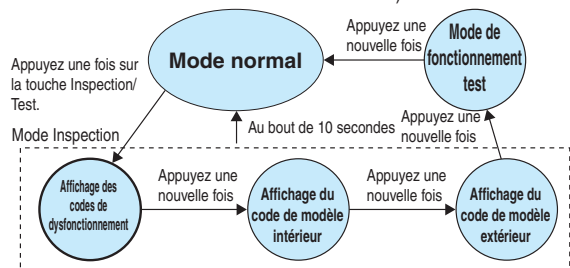 Appuyez une
nouvelle fois
Mode de
fonctionnement
test
Mode normal
Appuyez une fois sur
la touche Inspection/
Test.
Appuyez une
nouvelle fois
Au bout de 10 secondes
Mode Inspection
Affichage des
codes de
dysfonctionnement
Appuyez une
nouvelle fois
Affichage du
code de modèle
intérieur
Appuyez une
nouvelle fois
Affichage du
code de modèle
extérieur